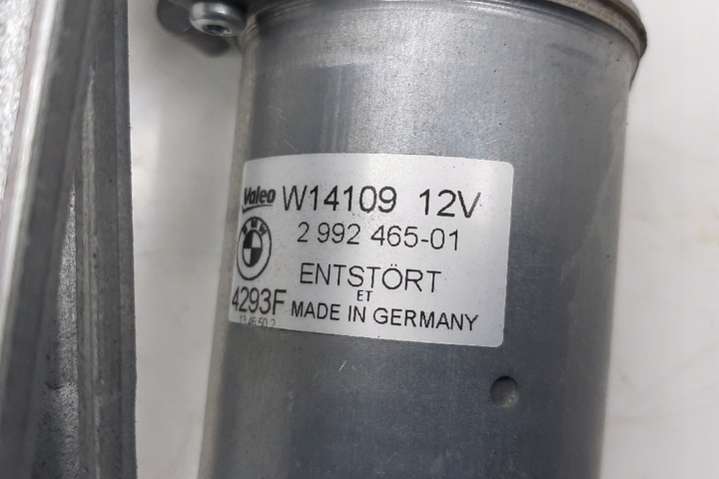 Valeo W14109 12V
BMW 2 992 465-01
ENTSTÖRT
ET
4293F MADE IN GERMANY